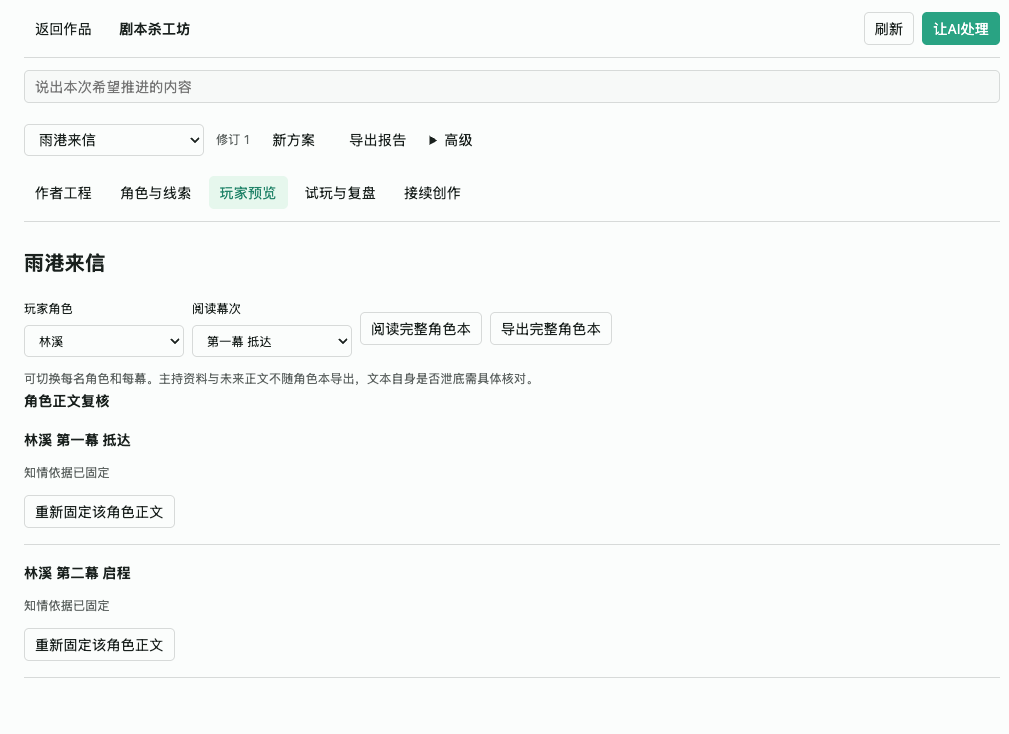 返回作品 剧本杀工坊 刷新 让AI处理
说出本次希望推进的内容
雨港来信 修订 1 新方案 导出报告 ▶ 高级
作者工程 角色与线索 玩家预览 试玩与复盘 接续创作
雨港来信
玩家角色 阅读幕次
林溪 第一幕 抵达 阅读完整角色本 导出完整角色本
可切换每名角色和每幕。主持资料与未来正文不随角色本导出，文本自身是否泄底需具体核对。
角色正文复核
林溪 第一幕 抵达
知情依据已固定
重新固定该角色正文
林溪 第二幕 启程
知情依据已固定
重新固定该角色正文